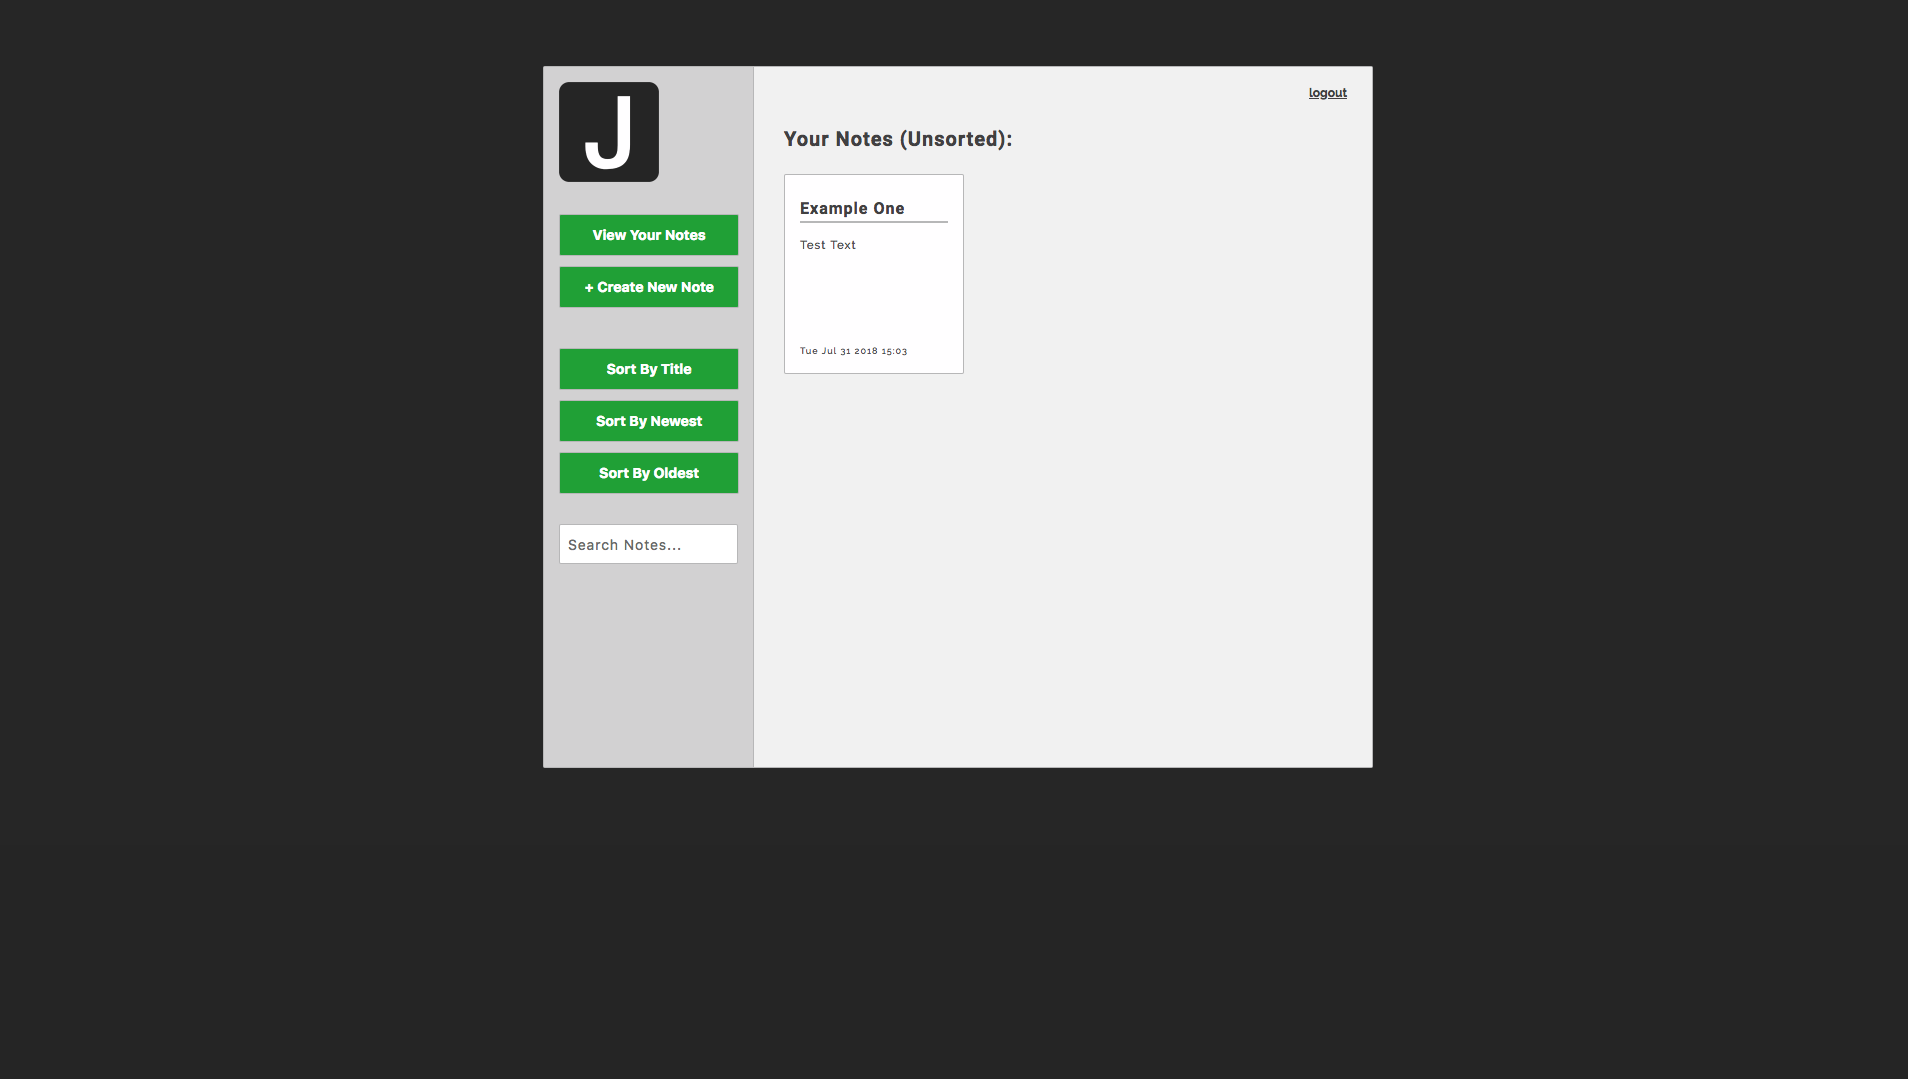 J
View Your Notes
+ Create New Note
Sort By Title
Sort By Newest
Sort By Oldest
Search Notes...
logout
Your Notes (Unsorted):
Example One
Test Text
Tue Jul 31 2018 15:03